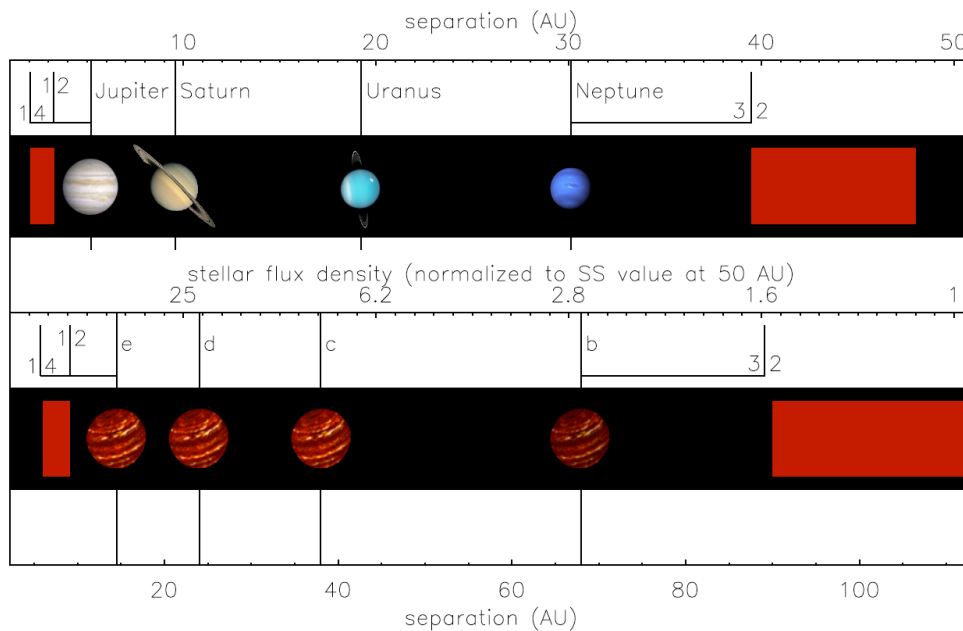 separation (AU)
10 20 30 40 50
1 2 Jupiter Saturn Uranus Neptune
1 4 3 2
stellar flux density (normalized to SS value at 50 AU)
25 6.2 2.8 1.6 1
1 2 e d c b
1 4 3 2
20 40 60 80 100
separation (AU)